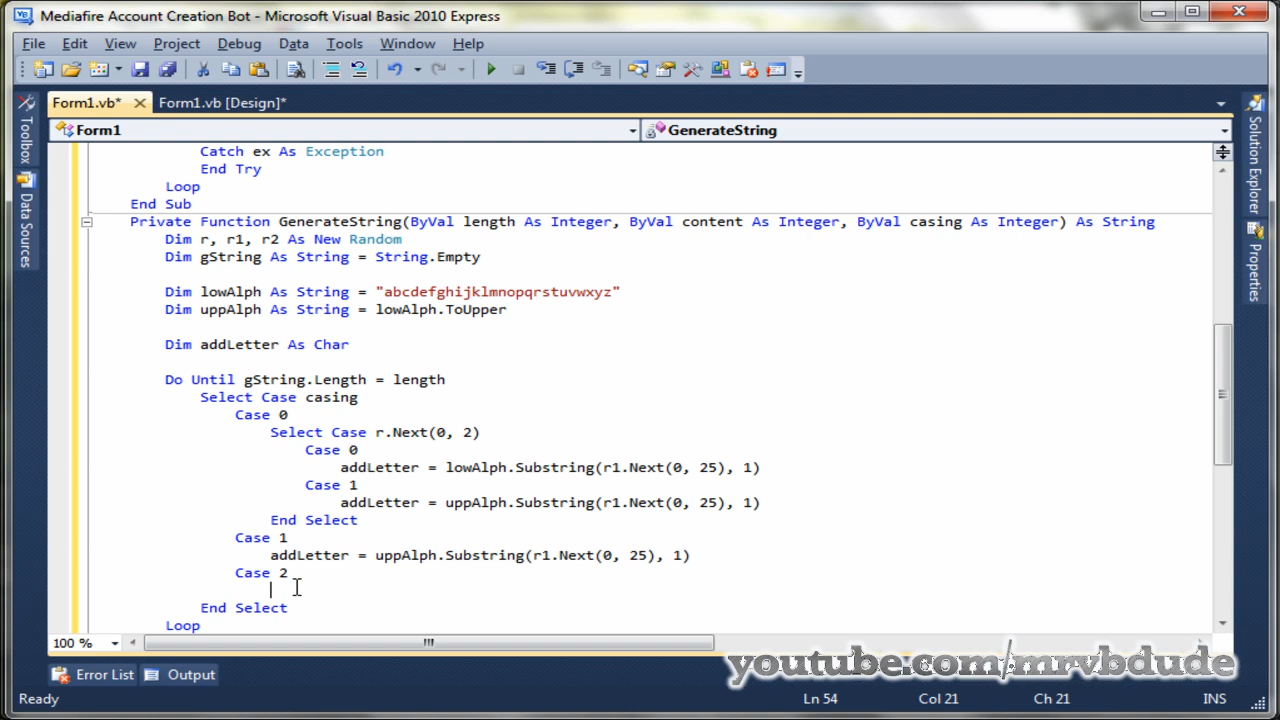 Mediafire Account Creation Bot - Microsoft Visual Basic 2010 Express
File Edit View Project Debug Data Tools Window Help
Form1.vb* Form1.vb [Design]*
Form1 GenerateString
Toolbox
Data Sources
Solution Explorer
Properties
Catch ex As Exception
End Try
Loop
End Sub
Private Function GenerateString(ByVal length As Integer, ByVal content As Integer, ByVal casing As Integer) As String
Dim r, r1, r2 As New Random
Dim gString As String = String.Empty
Dim lowAlph As String = "abcdefghijklmnopqrstuvwxyz"
Dim uppAlph As String = lowAlph.ToUpper
Dim addLetter As Char
Do Until gString.Length = length
Select Case casing
Case 0
Select Case r.Next(0, 2)
Case 0
addLetter = lowAlph.Substring(r1.Next(0, 25), 1)
Case 1
addLetter = uppAlph.Substring(r1.Next(0, 25), 1)
End Select
Case 1
addLetter = uppAlph.Substring(r1.Next(0, 25), 1)
Case 2
End Select
Loop
100 %
youtube.com/mrvbdude
Error List Output
Ready Ln 54 Col 21 Ch 21 INS